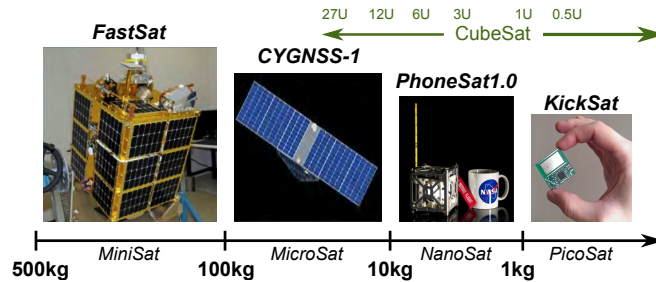 27U 12U 6U 3U 1U 0.5U
CubeSat
FastSat
CYGNSS-1
PhoneSat1.0
KickSat
NASA
MiniSat MicroSat NanoSat PicoSat
500kg 100kg 10kg 1kg